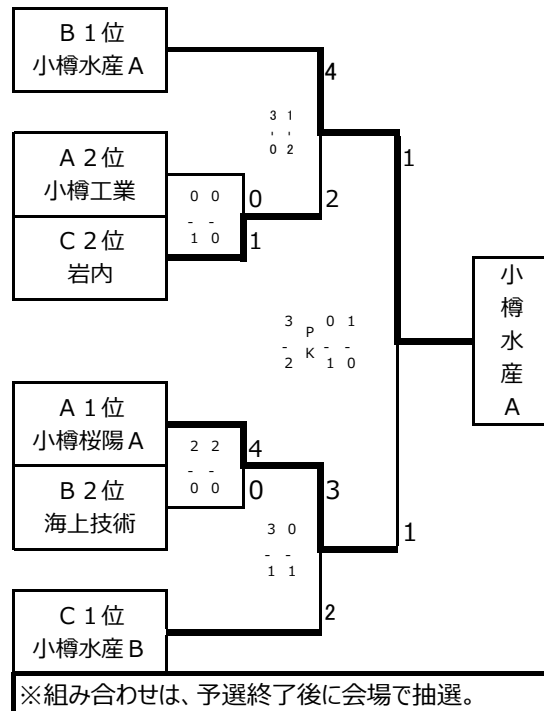 B1位
小樽水産A
4
3 1
- -
0 2
1
A2位
小樽工業
0 0
- -
1 0
0
2
C2位
岩内
1
小樽水産A
3 P 0 1
- K - -
2 1 0
A1位
小樽桜陽A
2 2
- -
0 0
4
B2位
海上技術
0
3
3 0
- -
1 1
1
C1位
小樽水産B
2
※組み合わせは、予選終了後に会場で抽選。